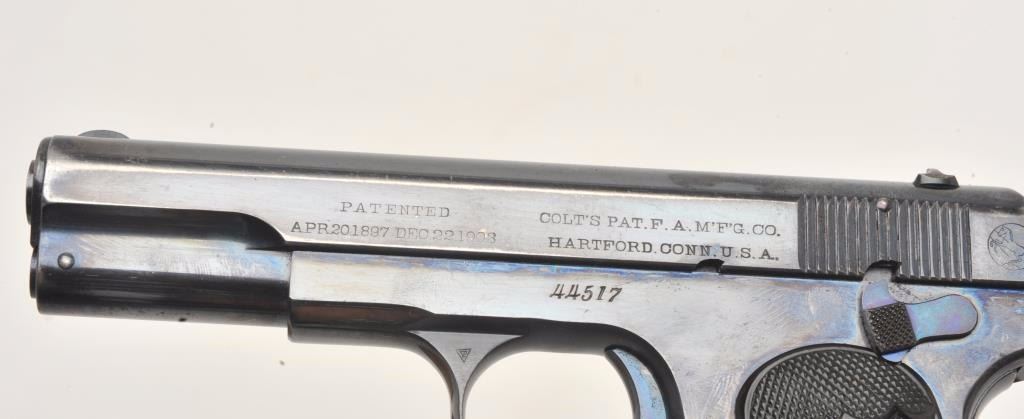 PATENTED
APR.20.1897 DEC.22.1903
COLT'S PAT. F. A. M'F'G. CO.
HARTFORD. CONN. U.S.A.
44517